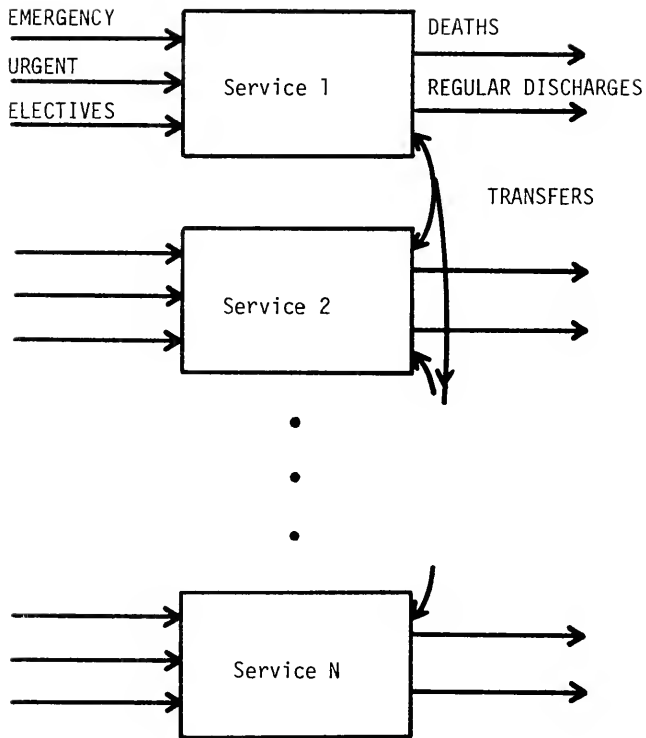 EMERGENCY
URGENT
ELECTIVES
Service 1
DEATHS
REGULAR DISCHARGES
TRANSFERS
Service 2
Service N